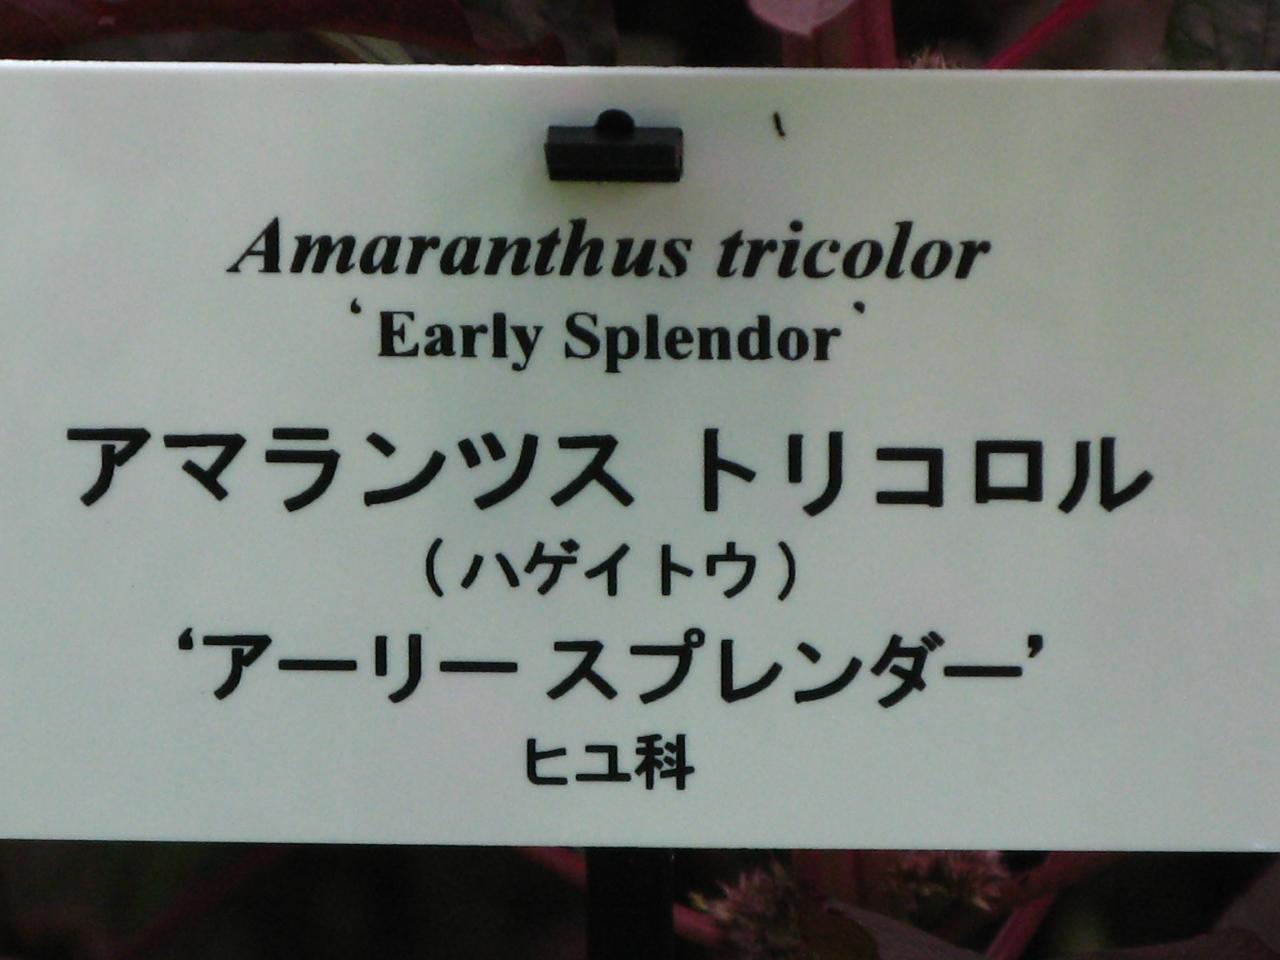 Amaranthus tricolor
‘Early Splendor’
アマランツス トリコロル
（ハゲイトウ）
‘アーリー スプレンダー’
ヒユ科